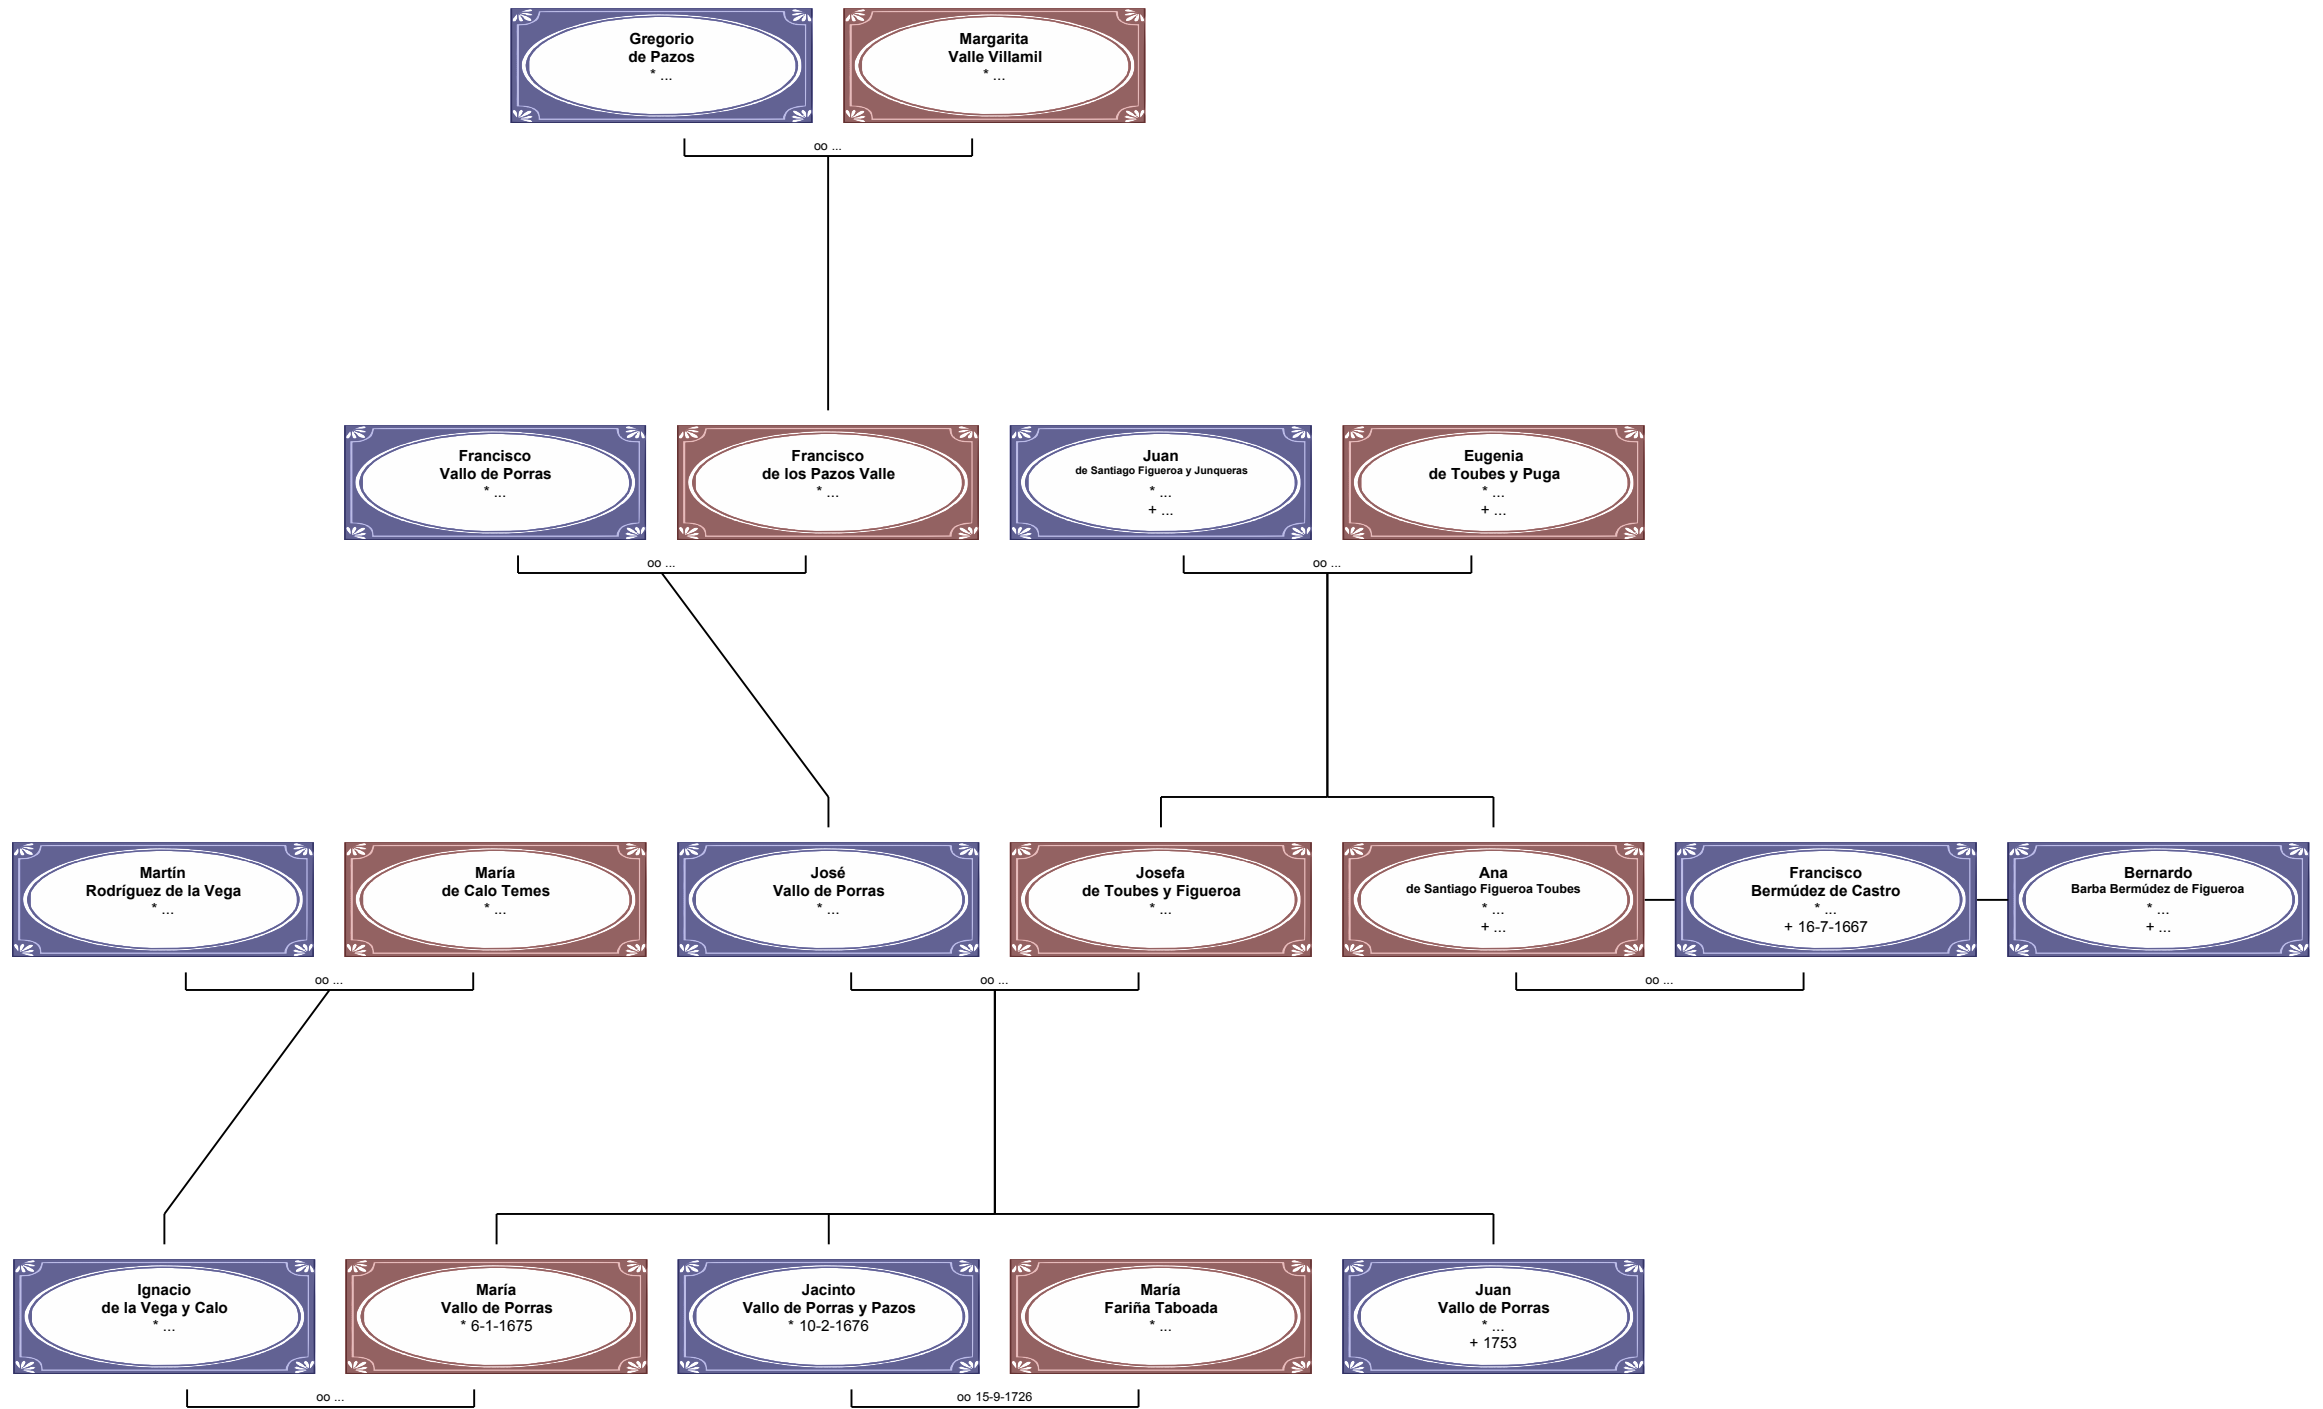 Gregorio
de Pazos
* ...
Margarita
Valle Villamil
* ...
oo ...
Francisco
Vallo de Porras
* ...
Francisco
de los Pazos Valle
* ...
Juan
de Santiago Figueroa y Junqueras
* ...
+ ...
Eugenia
de Toubes y Puga
* ...
+ ...
oo ...
oo ...
Martín
Rodríguez de la Vega
* ...
María
de Calo Temes
* ...
José
Vallo de Porras
* ...
Josefa
de Toubes y Figueroa
* ...
Ana
de Santiago Figueroa Toubes
* ...
+ ...
Francisco
Bermúdez de Castro
* ...
+ 16-7-1667
Bernardo
Barba Bermúdez de Figueroa
* ...
+ ...
oo ...
oo ...
oo ...
Ignacio
de la Vega y Calo
* ...
María
Vallo de Porras
* 6-1-1675
Jacinto
Vallo de Porras y Pazos
* 10-2-1676
María
Fariña Taboada
* ...
Juan
Vallo de Porras
* ...
+ 1753
oo ...
oo 15-9-1726